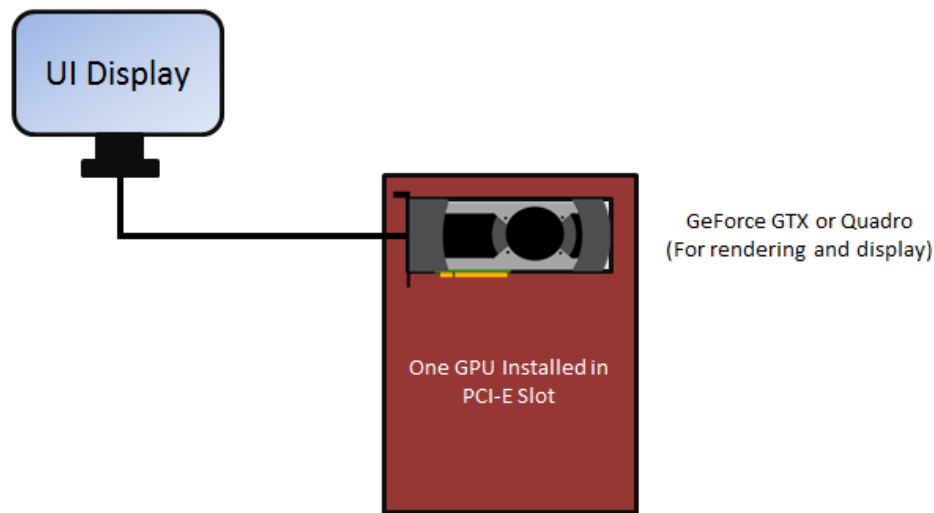 UI Display
GeForce GTX or Quadro
(For rendering and display)
One GPU Installed in
PCI-E Slot